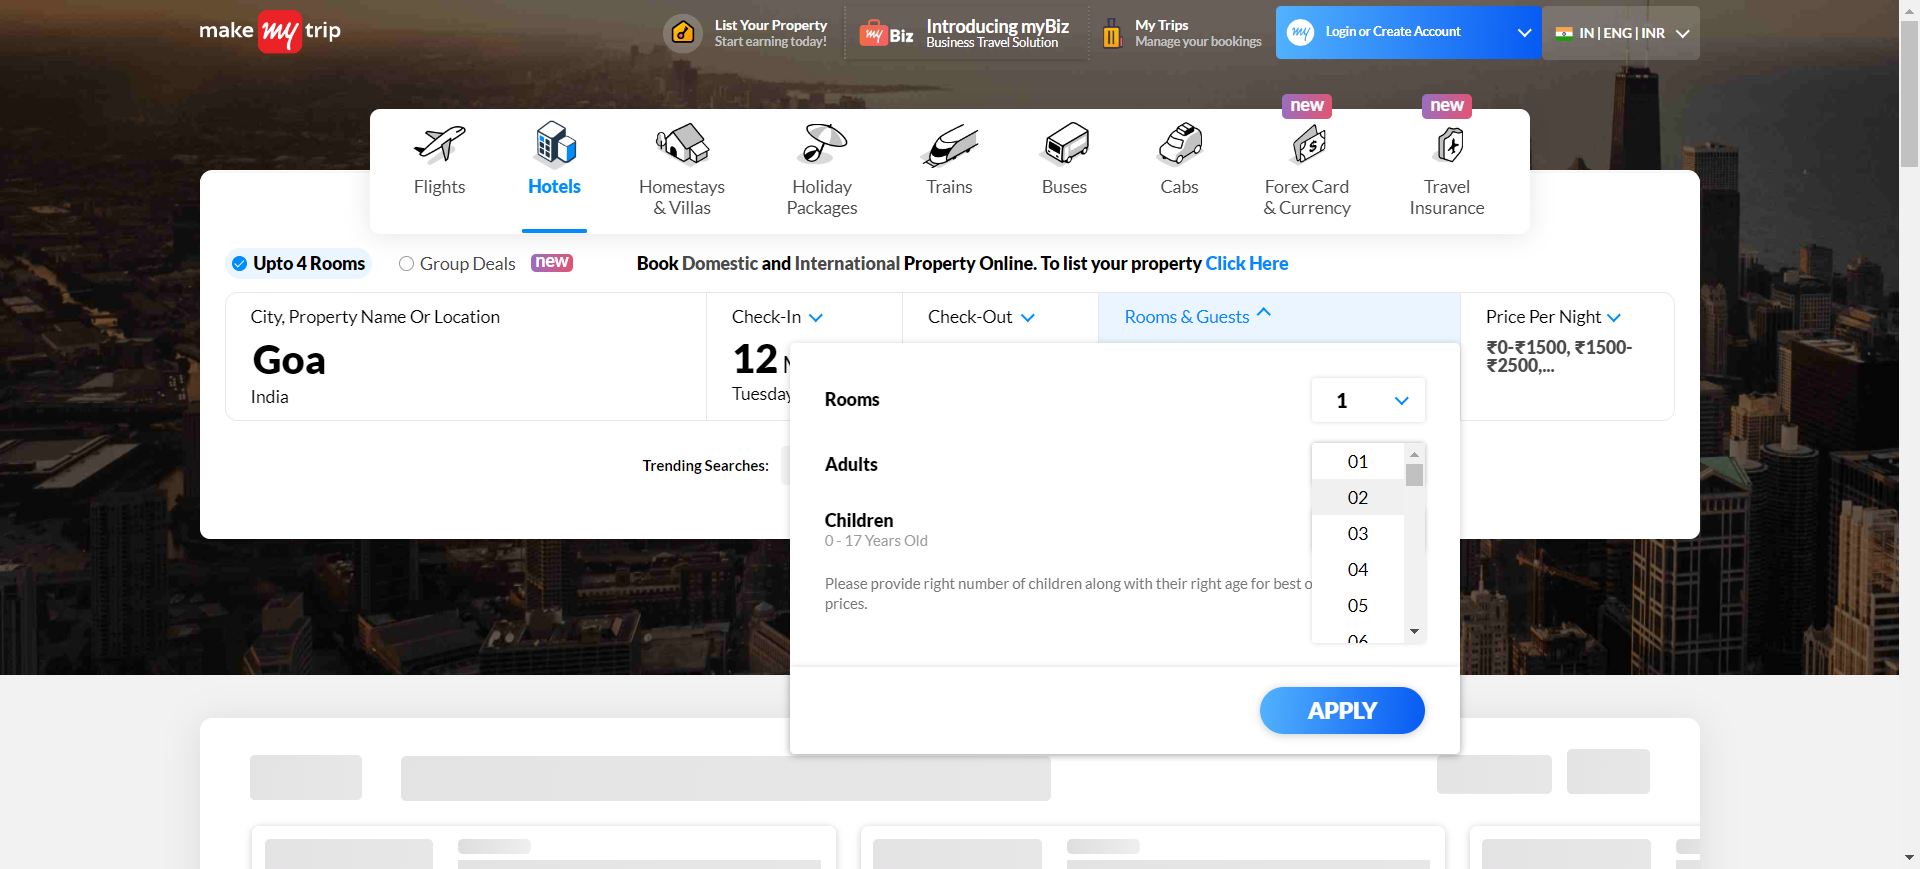 make my trip
List Your Property
Start earning today!
my Biz
Introducing myBiz
Business Travel Solution
My Trips
Manage your bookings
my
Login or Create Account
IN | ENG | INR
new
new
Flights
Hotels
Homestays
& Villas
Holiday
Packages
Trains
Buses
Cabs
Forex Card
& Currency
Travel
Insurance
Upto 4 Rooms
Group Deals
new
Book Domestic and International Property Online. To list your property Click Here
City, Property Name Or Location
Goa
India
Check-In
12
Tuesday
Check-Out
Rooms & Guests
Price Per Night
₹0-₹1500, ₹1500-
₹2500,...
Trending Searches:
Rooms
1
Adults
01
02
03
04
05
06
Children
0 - 17 Years Old
Please provide right number of children along with their right age for best o
prices.
APPLY